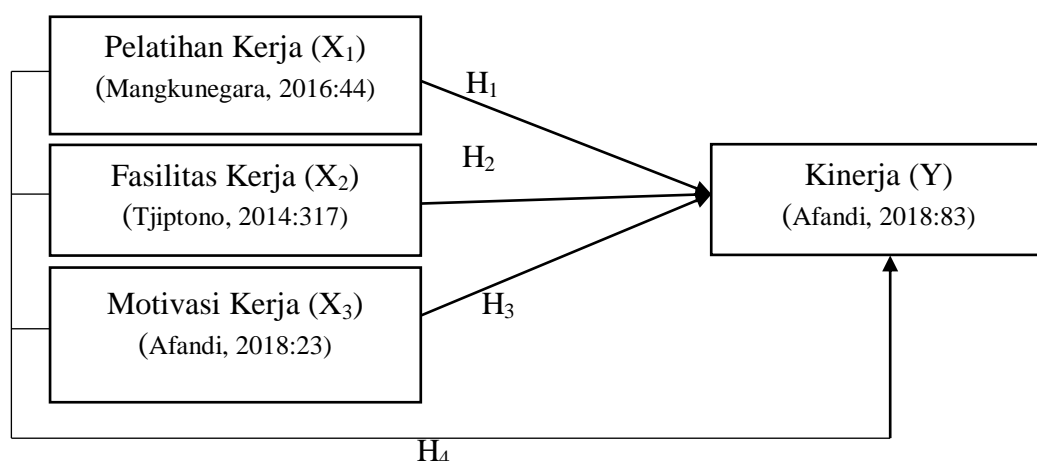 Pelatihan Kerja (X₁)
(Mangkunegara, 2016:44)
H₁
H₂
Fasilitas Kerja (X₂)
(Tjiptono, 2014:317)
Kinerja (Y)
(Afandi, 2018:83)
Motivasi Kerja (X₃)
(Afandi, 2018:23)
H₃
H₄